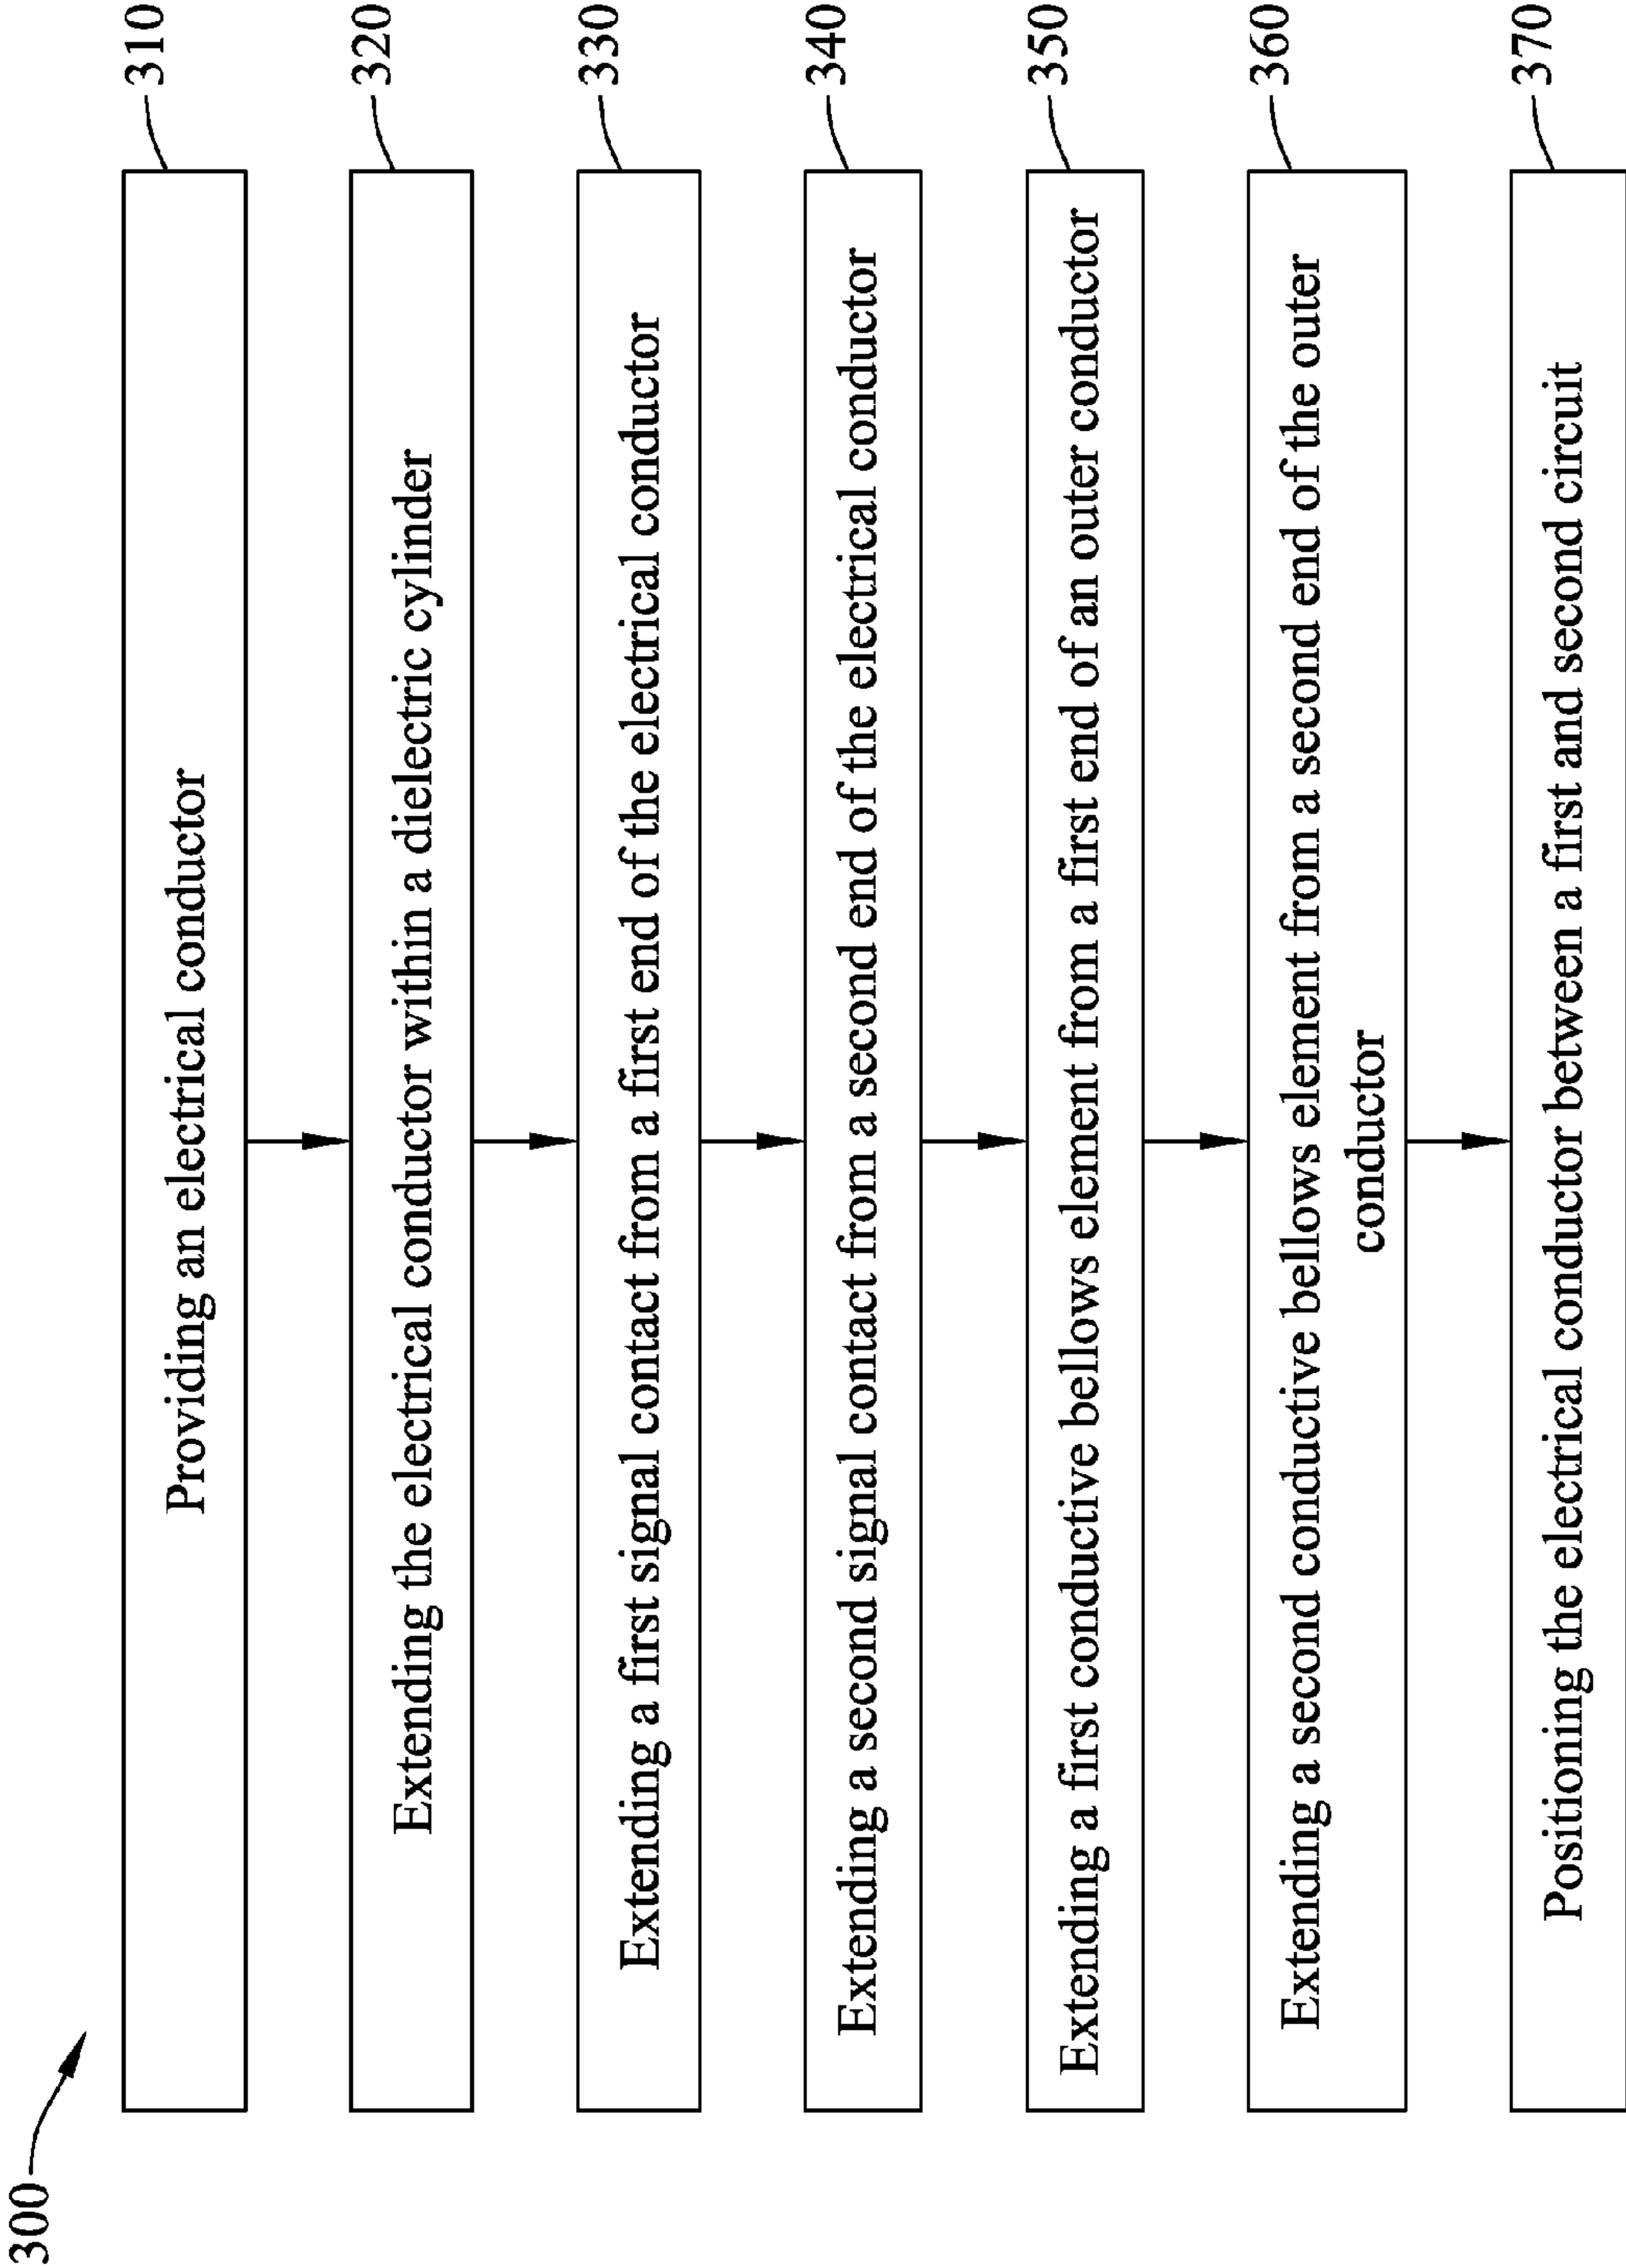 300
310
Providing an electrical conductor
320
Extending the electrical conductor within a dielectric cylinder
330
Extending a first signal contact from a first end of the electrical conductor
340
Extending a second signal contact from a second end of the electrical conductor
350
Extending a first conductive bellows element from a first end of an outer conductor
360
Extending a second conductive bellows element from a second end of the outer
conductor
370
Positioning the electrical conductor between a first and second circuit